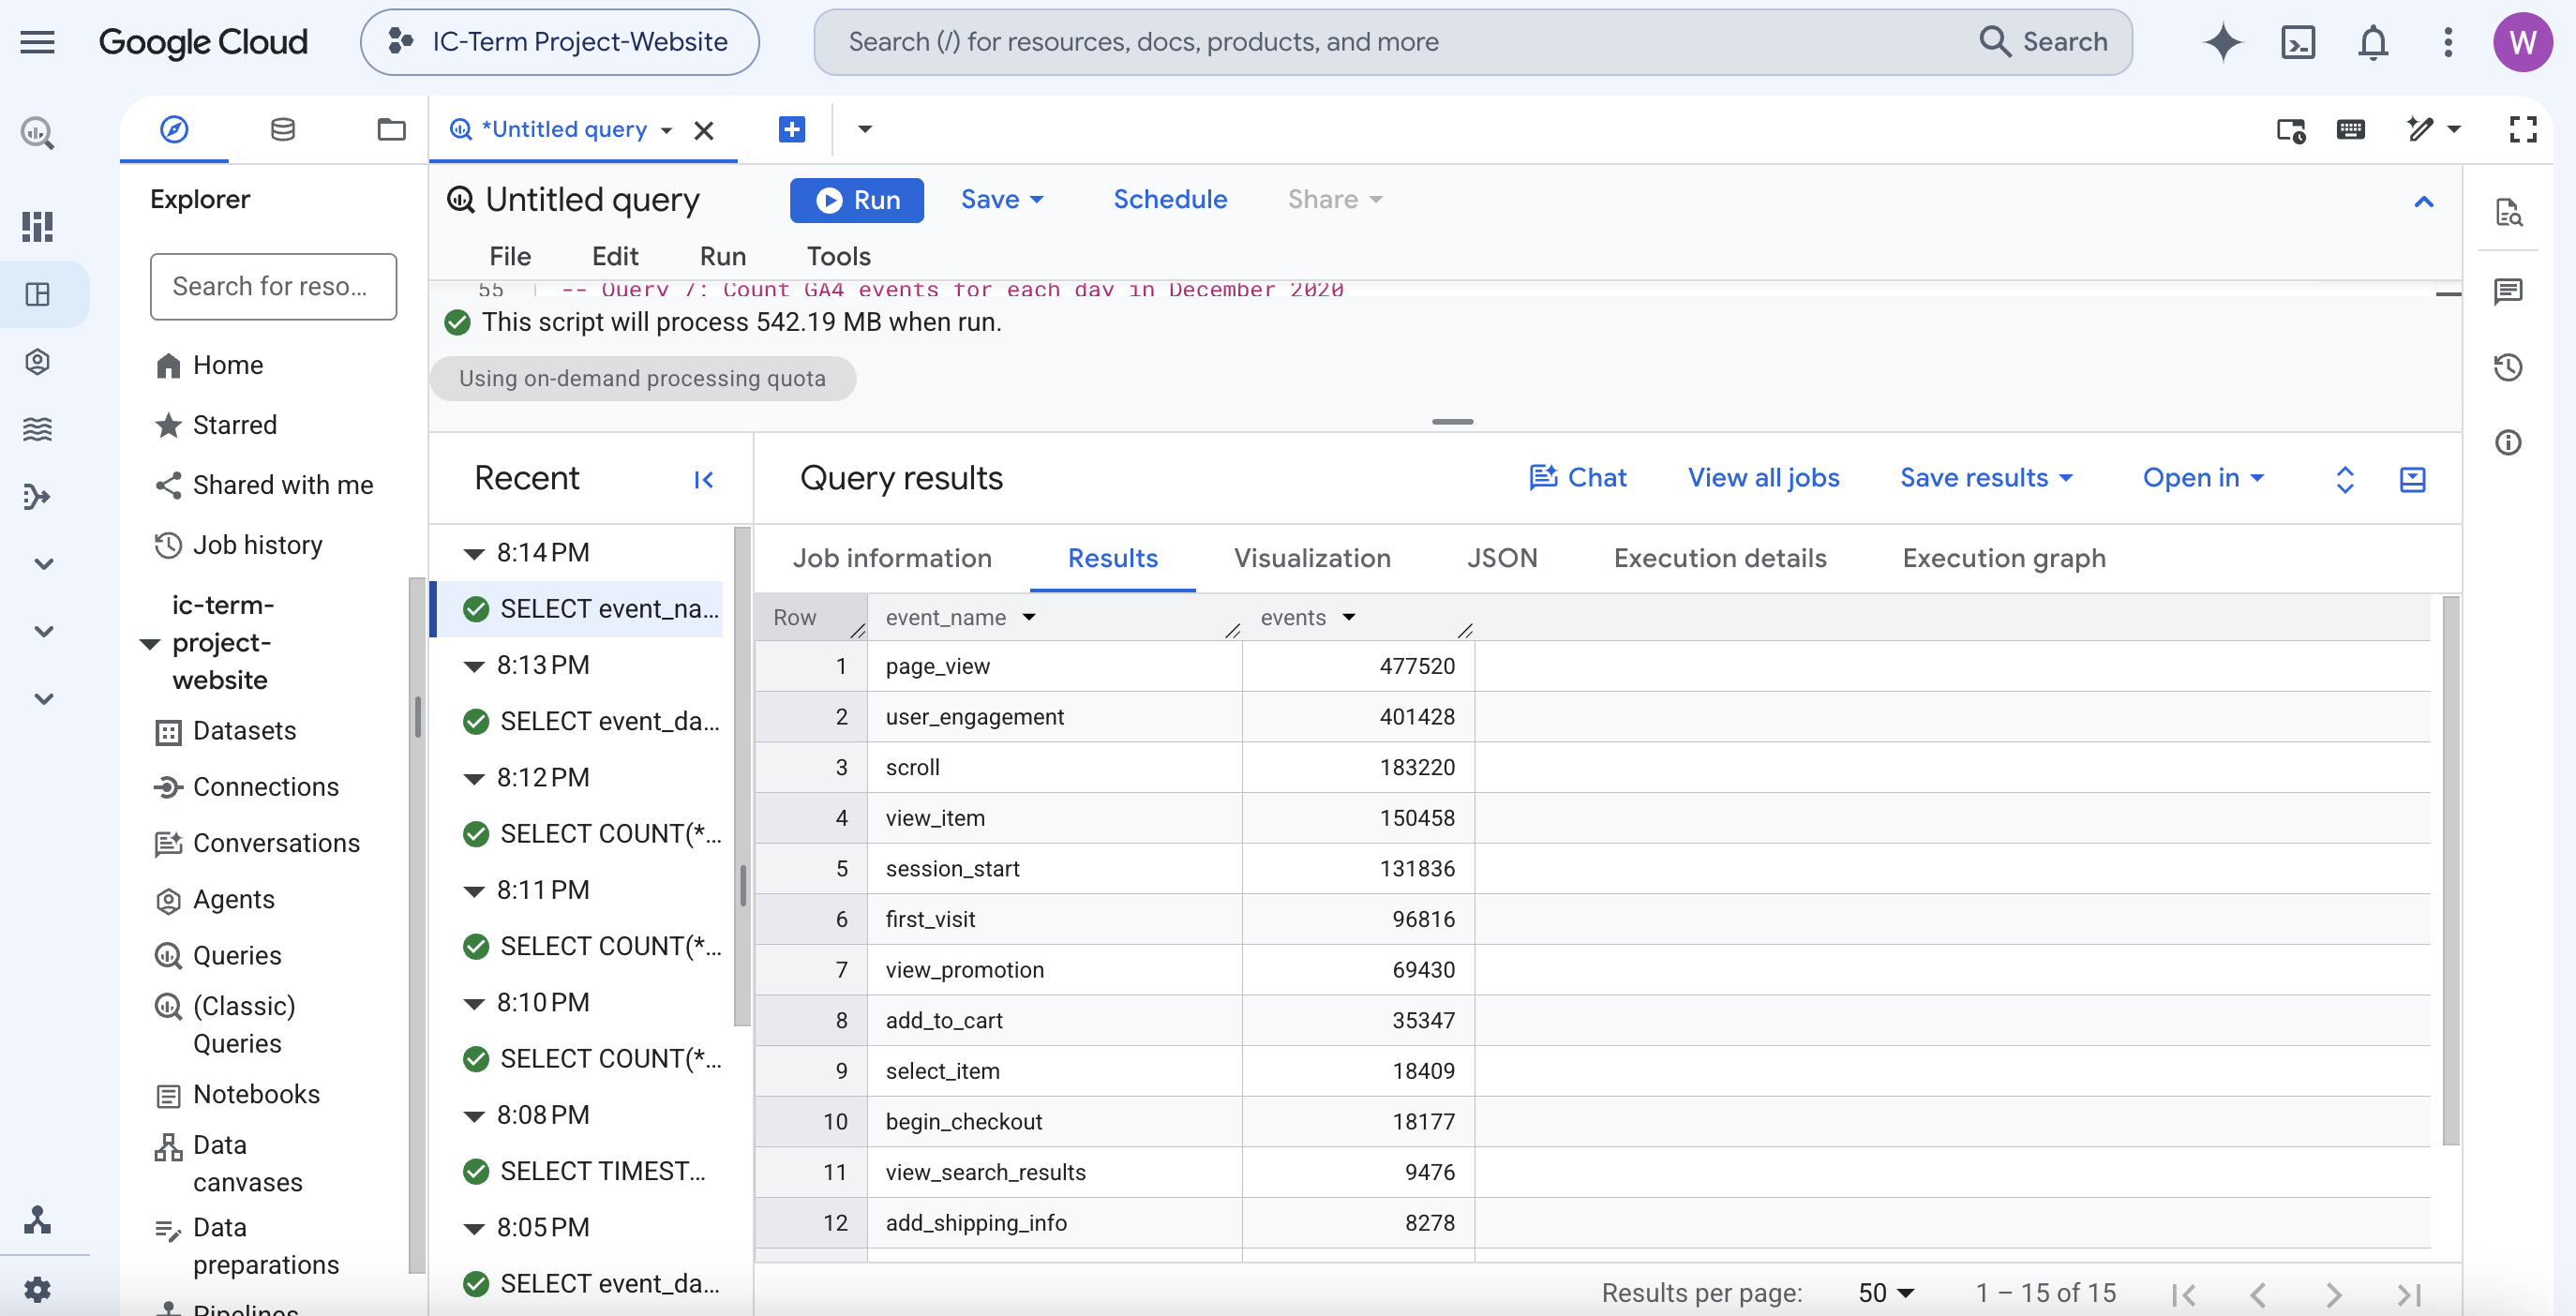 Google Cloud
IC-Term Project-Website
Search (/) for resources, docs, products, and more
Search
W
*Untitled query
Explorer
Search for reso...
Home
Starred
Shared with me
Job history
ic-term-
project-
website
Datasets
Connections
Conversations
Agents
Queries
(Classic)
Queries
Notebooks
Data
canvases
Data
preparations
Pipelines
Untitled query
Run
Save
Schedule
Share
File Edit Run Tools
55 -- Query 7: Count GA4 events for each day in December 2020
This script will process 542.19 MB when run.
Using on-demand processing quota
Recent
8:14 PM
SELECT event_na...
8:13 PM
SELECT event_da...
8:12 PM
SELECT COUNT(*...
8:11 PM
SELECT COUNT(*...
8:10 PM
SELECT COUNT(*...
8:08 PM
SELECT TIMEST...
8:05 PM
SELECT event_da...
Query results
Chat
View all jobs
Save results
Open in
Job information Results Visualization JSON Execution details Execution graph
Row event_name events
1 page_view 477520
2 user_engagement 401428
3 scroll 183220
4 view_item 150458
5 session_start 131836
6 first_visit 96816
7 view_promotion 69430
8 add_to_cart 35347
9 select_item 18409
10 begin_checkout 18177
11 view_search_results 9476
12 add_shipping_info 8278
Results per page: 50 1 – 15 of 15